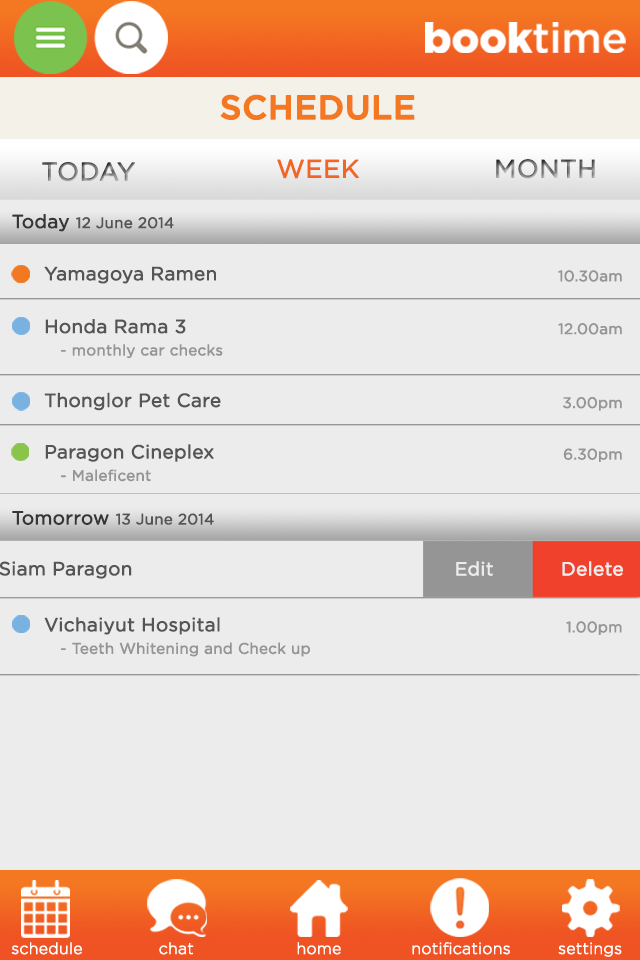 booktime
SCHEDULE
TODAY WEEK MONTH
Today 12 June 2014
Yamagoya Ramen 10.30am
Honda Rama 3 12.00am
- monthly car checks
Thonglor Pet Care 3.00pm
Paragon Cineplex 6.30pm
- Maleficent
Tomorrow 13 June 2014
Siam Paragon Edit Delete
Vichaiyut Hospital 1.00pm
- Teeth Whitening and Check up
schedule chat home notifications settings